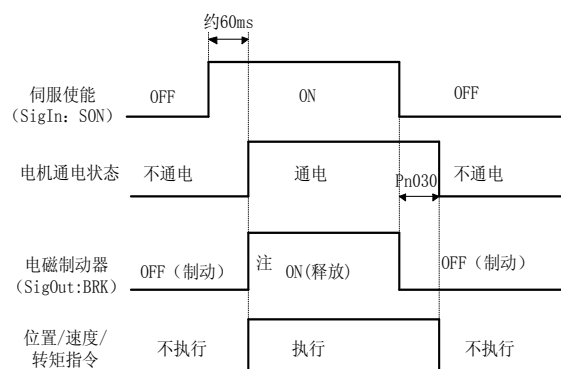 约60ms
伺服使能
(SigIn: SON)
OFF
ON
OFF
电机通电状态
不通电
通电
Pn030
不通电
电磁制动器
(SigOut:BRK)
OFF（制动）
注
ON(释放)
OFF（制动）
位置/速度/
转矩指令
不执行
执行
不执行